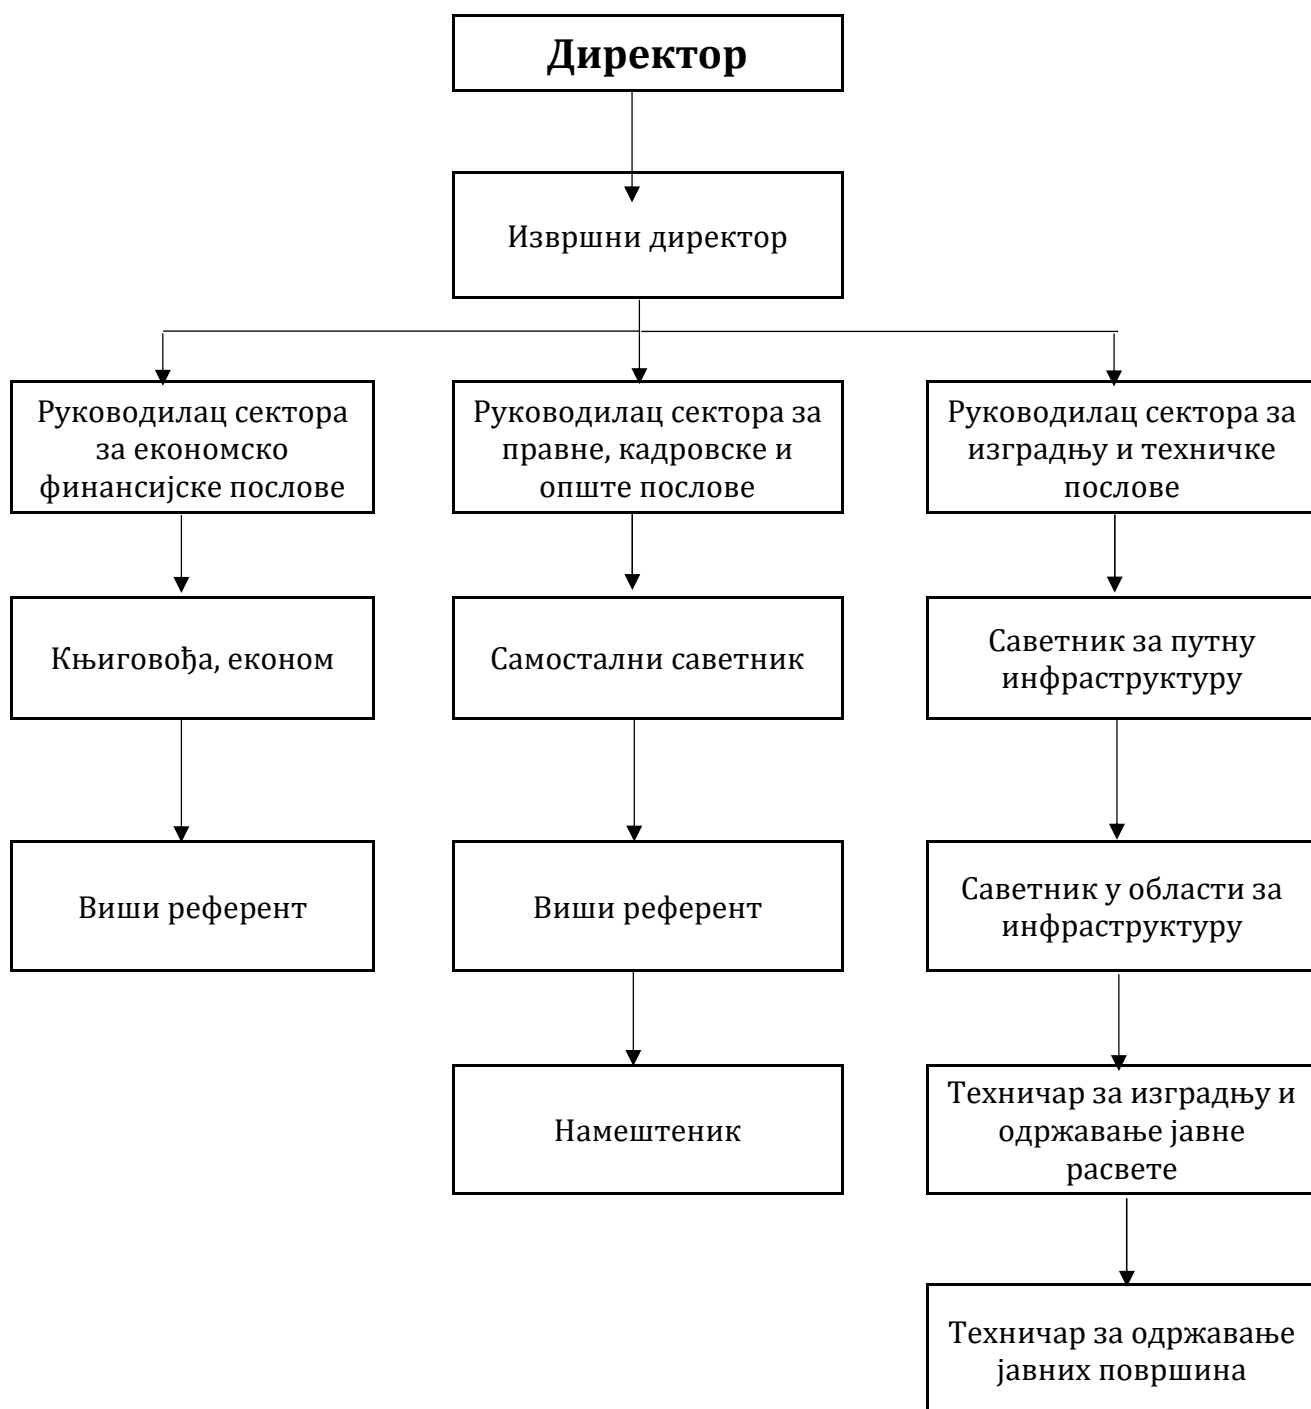 Директор
Извршни директор
Руководилац сектора
за економско
финансијске послове
Руководилац сектора за
правне, кадровске и
опште послове
Руководилац сектора за
изградњу и техничке
послове
Књиговођа, економ
Самостални саветник
Саветник за путну
инфраструктуру
Виши референт
Виши референт
Саветник у области за
инфраструктуру
Намештеник
Техничар за изградњу и
одржавање јавне
расвете
Техничар за одржавање
јавних површина